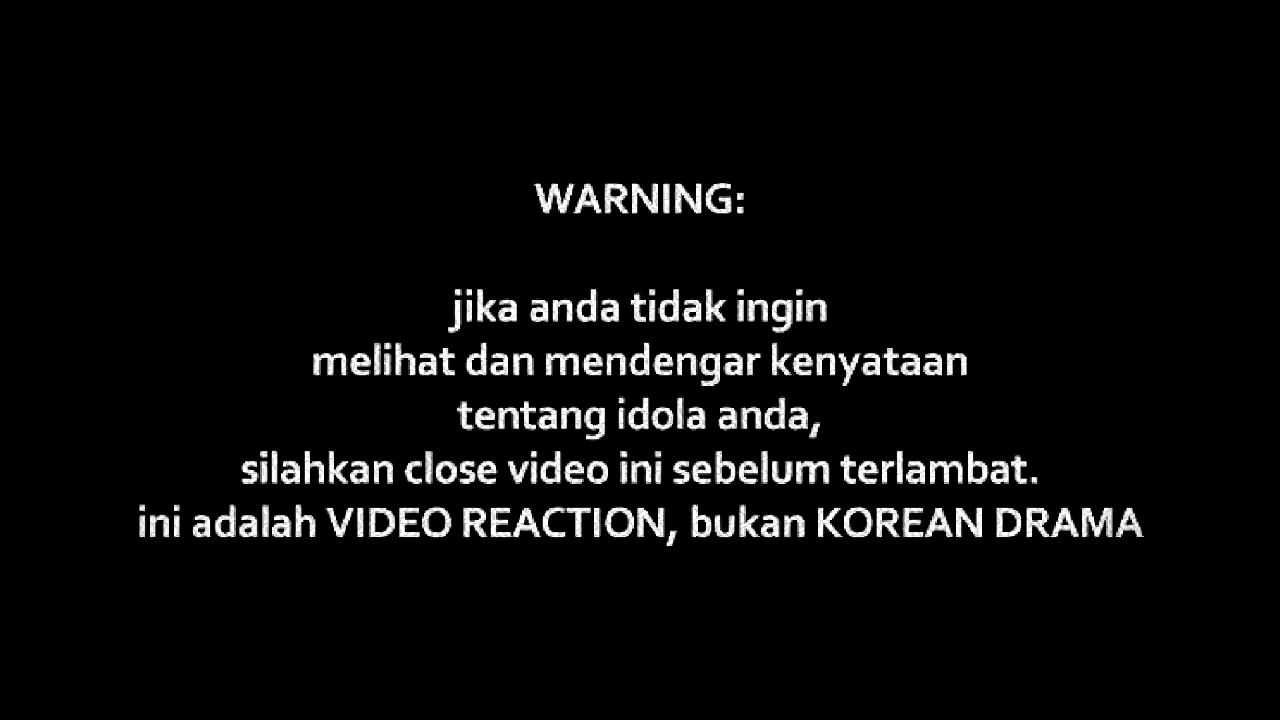 WARNING:
jika anda tidak ingin
melihat dan mendengar kenyataan
tentang idola anda,
silahkan close video ini sebelum terlambat.
ini adalah VIDEO REACTION, bukan KOREAN DRAMA